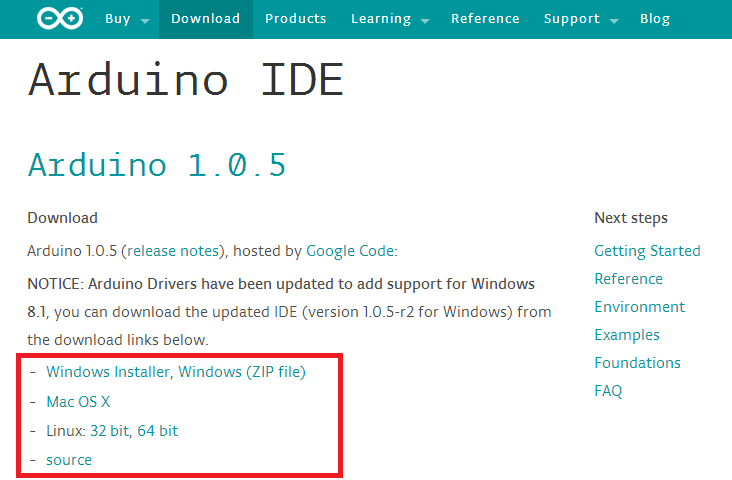 Buy Download Products Learning Reference Support Blog
Arduino IDE
Arduino 1.0.5
Download
Arduino 1.0.5 (release notes), hosted by Google Code:
NOTICE: Arduino Drivers have been updated to add support for Windows
8.1, you can download the updated IDE (version 1.0.5-r2 for Windows) from
the download links below.
- Windows Installer, Windows (ZIP file)
- Mac OS X
- Linux: 32 bit, 64 bit
- source
Next steps
Getting Started
Reference
Environment
Examples
Foundations
FAQ